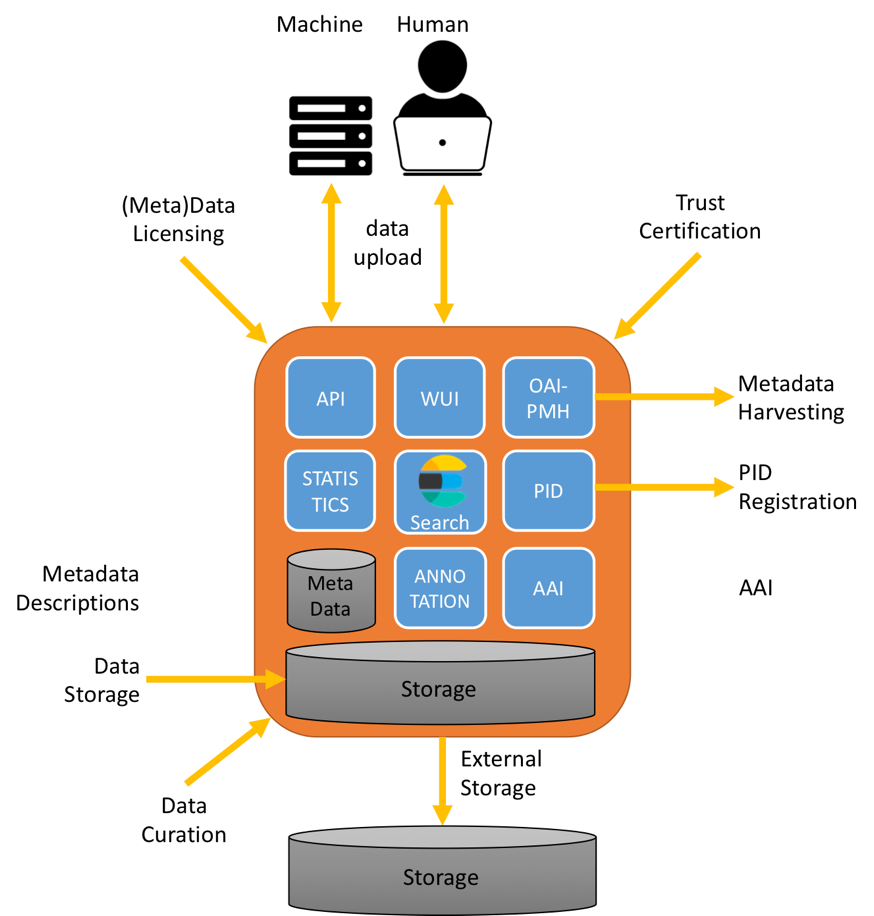 Machine
Human
(Meta)Data
Licensing
data
upload
Trust
Certification
API
WUI
OAI-
PMH
Metadata
Harvesting
STATIS
TICS
Search
PID
PID
Registration
Metadata
Descriptions
Meta
Data
ANNO
TATION
AAI
AAI
Data
Storage
Storage
External
Storage
Data
Curation
Storage